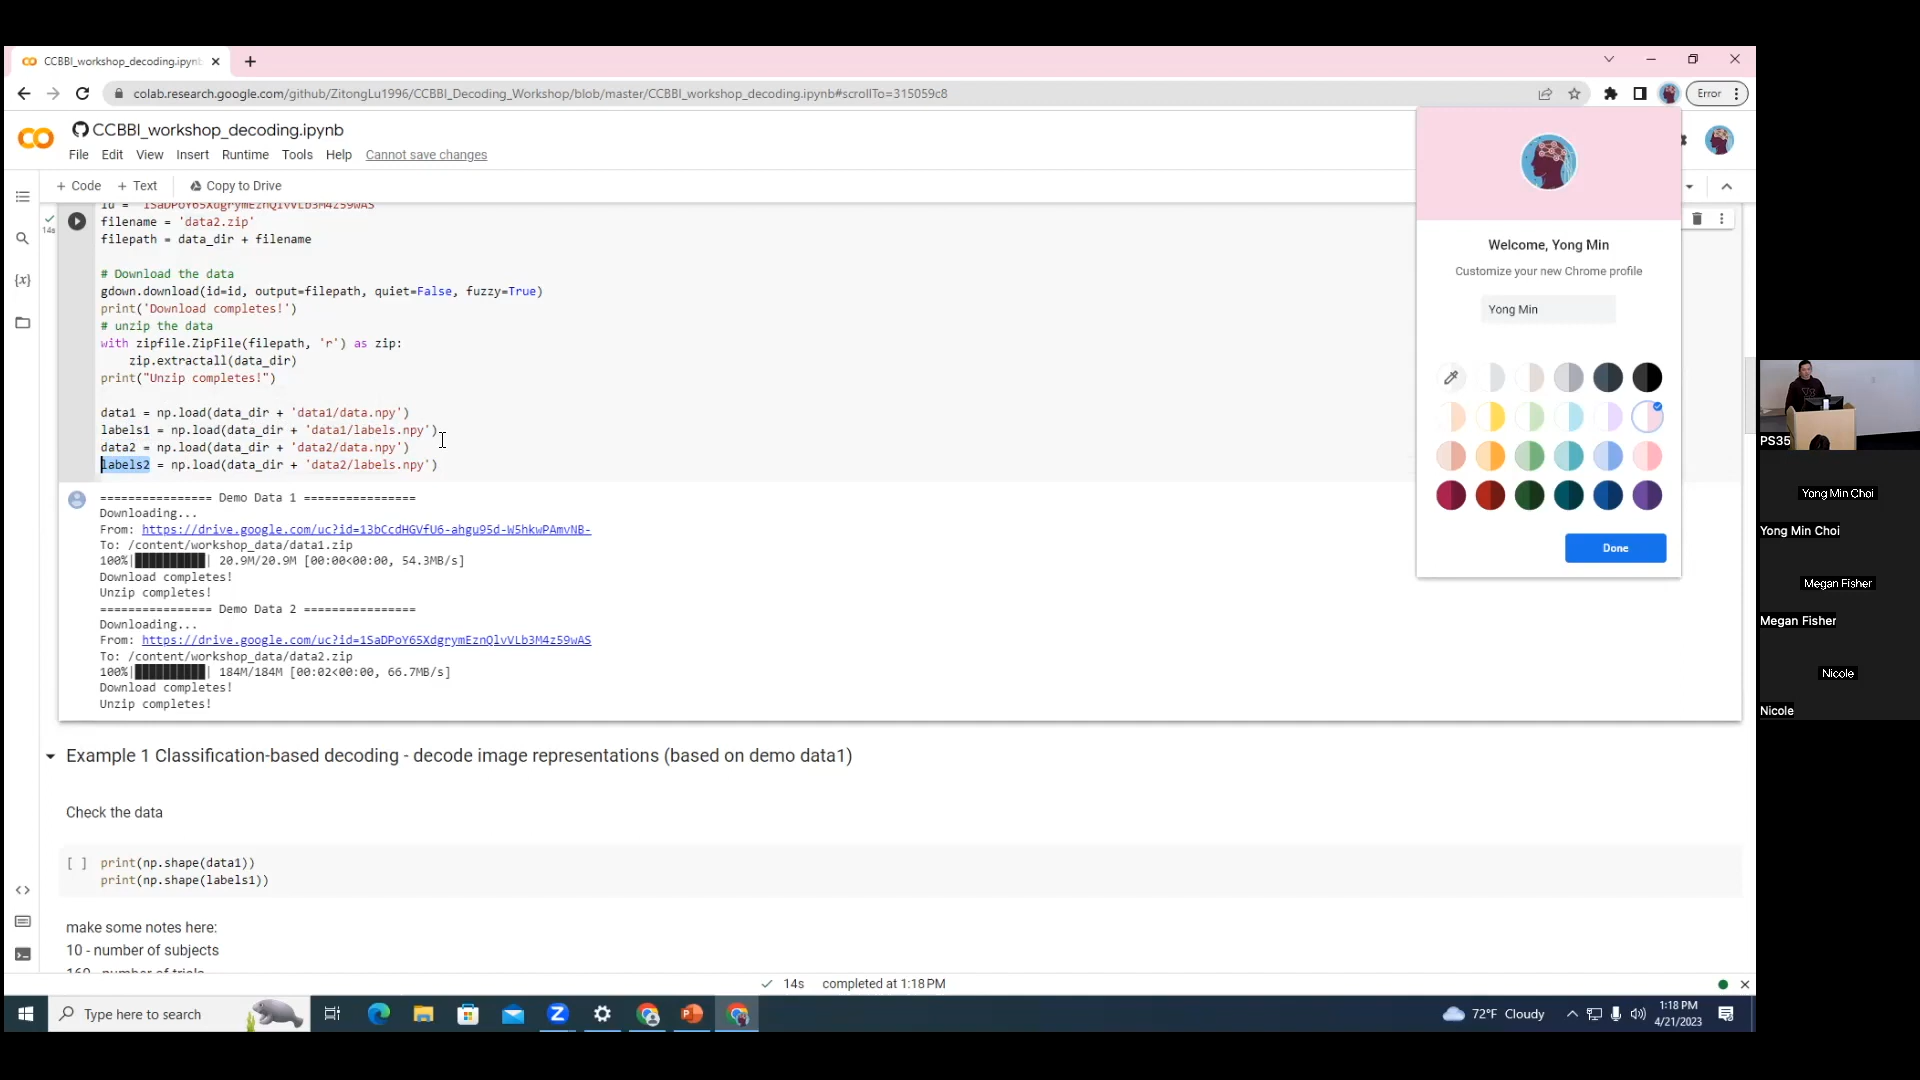 CCBBI_workshop_decoding.ipynb
colab.research.google.com/github/ZitongLu1996/CCBBI_Decoding_Workshop/blob/master/CCBBI_workshop_decoding.ipynb#scrollTo=315059c8
Error
CCBBI_workshop_decoding.ipynb
File Edit View Insert Runtime Tools Help Cannot save changes
+ Code + Text Copy to Drive
14s
filename = 'data2.zip'
filepath = data_dir + filename
# Download the data
gdown.download(id=id, output=filepath, quiet=False, fuzzy=True)
print('Download completes!')
# unzip the data
with zipfile.ZipFile(filepath, 'r') as zip:
zip.extractall(data_dir)
print("Unzip completes!")
data1 = np.load(data_dir + 'data1/data.npy')
labels1 = np.load(data_dir + 'data1/labels.npy')
data2 = np.load(data_dir + 'data2/data.npy')
labels2 = np.load(data_dir + 'data2/labels.npy')
================ Demo Data 1 ================
Downloading...
From: https://drive.google.com/uc?id=13bCcdHGVfU6-ahgu95d-W5hkwPAmvNB-
To: /content/workshop_data/data1.zip
100%|██████████| 20.9M/20.9M [00:00<00:00, 54.3MB/s]
Download completes!
Unzip completes!
================ Demo Data 2 ================
Downloading...
From: https://drive.google.com/uc?id=1SaDPoY65XdgrymEznQlvVLb3M4z59wAS
To: /content/workshop_data/data2.zip
100%|██████████| 184M/184M [00:02<00:00, 66.7MB/s]
Download completes!
Unzip completes!
Example 1 Classification-based decoding - decode image representations (based on demo data1)
Check the data
[ ] print(np.shape(data1))
print(np.shape(labels1))
make some notes here:
10 - number of subjects
Welcome, Yong Min
Customize your new Chrome profile
Yong Min
Done
14s completed at 1:18 PM
Type here to search
72°F Cloudy
1:18 PM
4/21/2023
PS35
Yong Min Choi
Yong Min Choi
Megan Fisher
Megan Fisher
Nicole
Nicole